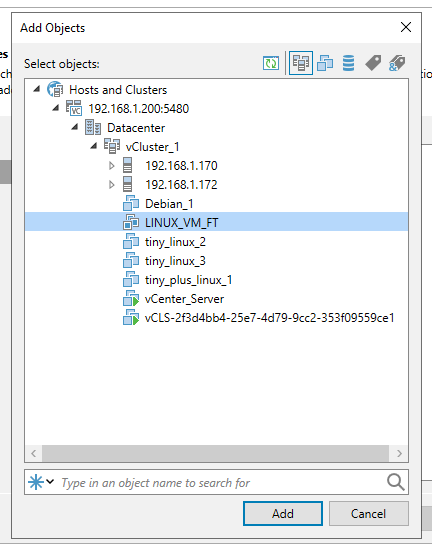 Add Objects
Select objects:
Hosts and Clusters
VC 192.168.1.200:5480
Datacenter
vCluster_1
192.168.1.170
192.168.1.172
Debian_1
LINUX_VM_FT
tiny_linux_2
tiny_linux_3
tiny_plus_linux_1
vCenter_Server
vCLS-2f3d4bb4-25e7-4d79-9cc2-353f09559ce1
Type in an object name to search for
Add
Cancel